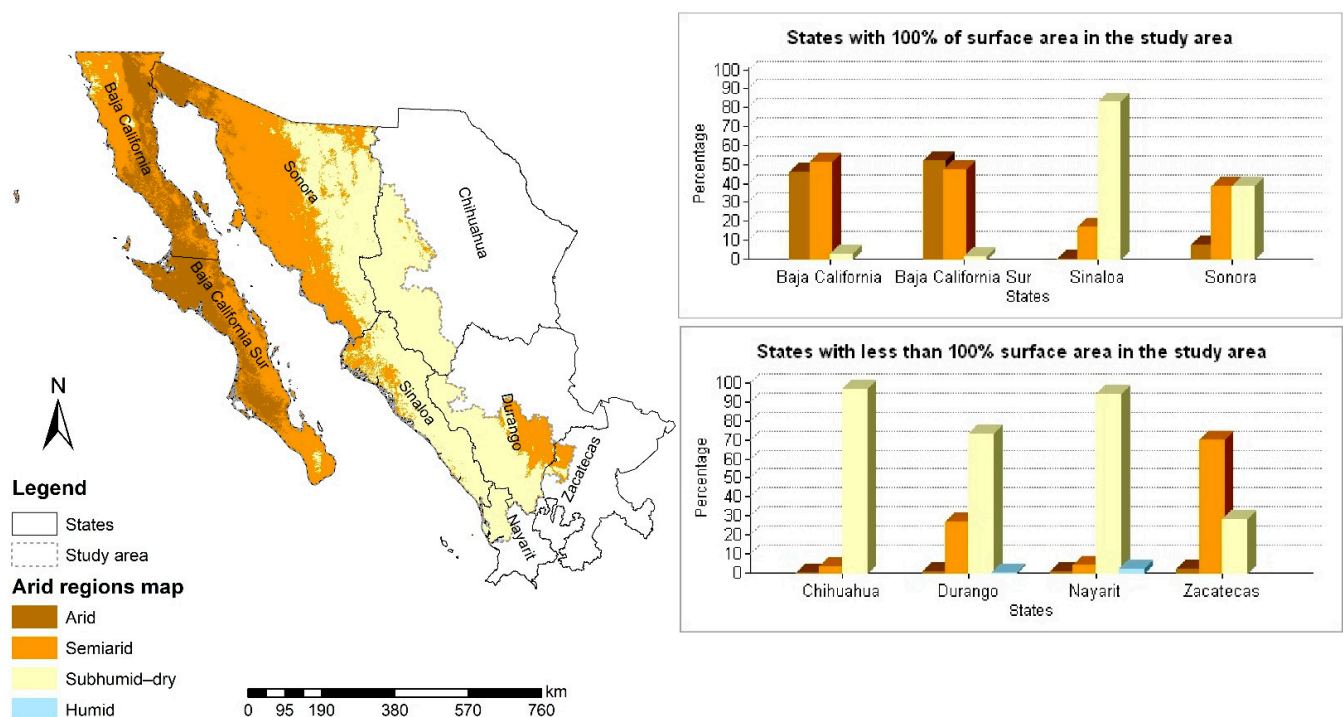 Baja California
Sonora
Chihuahua
Baja California Sur
Sinaloa
Durango
Zacatecas
Nayarit
N
Legend
States
Study area
Arid regions map
Arid
Semiarid
Subhumid–dry
Humid
km
0 95 190 380 570 760
States with 100% of surface area in the study area
Percentage
100
90
80
70
60
50
40
30
20
10
0
Baja California Baja California Sur Sinaloa Sonora
States
States with less than 100% surface area in the study area
Percentage
100
90
80
70
60
50
40
30
20
10
0
Chihuahua Durango Nayarit Zacatecas
States